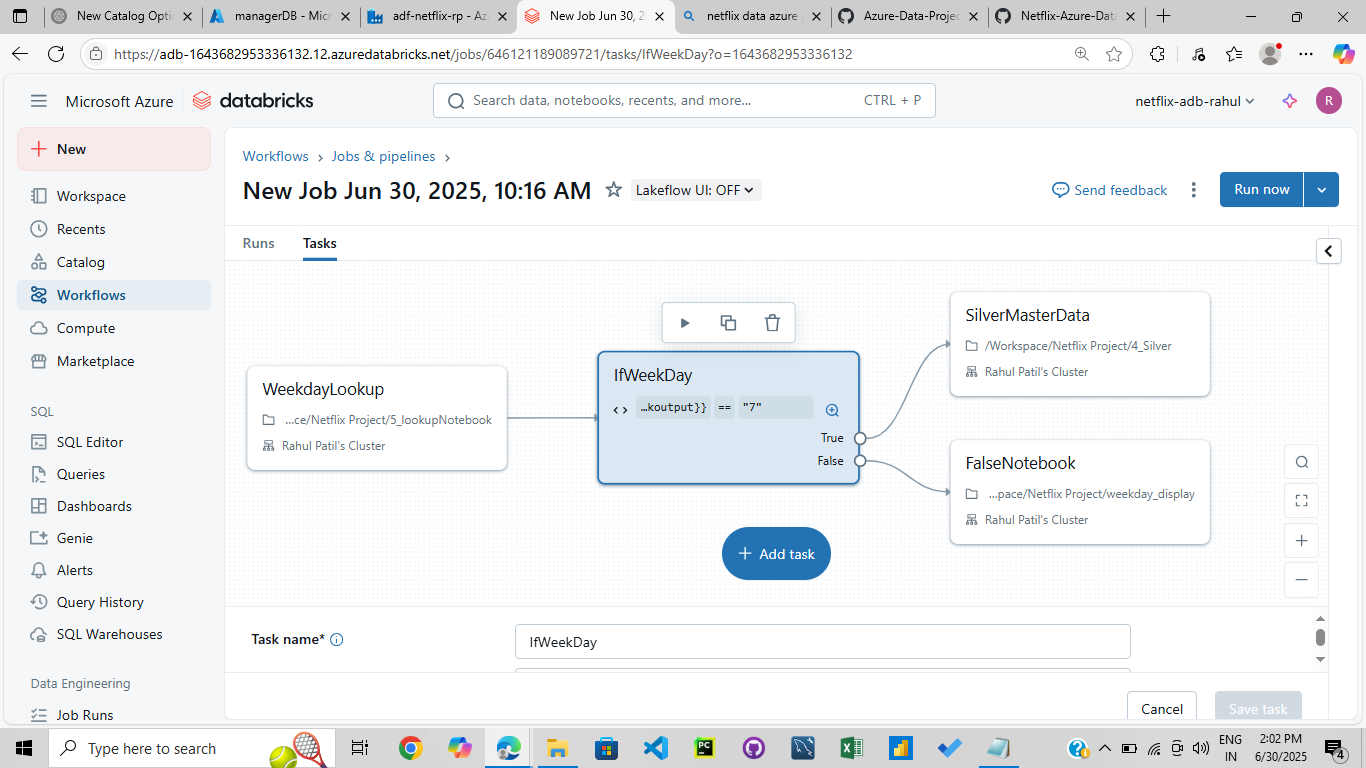 New Catalog Opti
managerDB - Micr
adf-netflix-rp - Az
New Job Jun 30, 2
netflix data azure
Azure-Data-Projec
Netflix-Azure-Dat
https://adb-1643682953336132.12.azuredatabricks.net/jobs/646121189089721/tasks/IfWeekDay?o=1643682953336132
Microsoft Azure
databricks
Search data, notebooks, recents, and more...
CTRL + P
netflix-adb-rahul
R
New
Workspace
Recents
Catalog
Workflows
Compute
Marketplace
SQL
SQL Editor
Queries
Dashboards
Genie
Alerts
Query History
SQL Warehouses
Data Engineering
Job Runs
Workflows › Jobs & pipelines ›
New Job Jun 30, 2025, 10:16 AM
Lakeflow UI: OFF
Send feedback
Run now
Runs
Tasks
WeekdayLookup
...ce/Netflix Project/5_lookupNotebook
Rahul Patil's Cluster
IfWeekDay
…koutput}} == "7"
True
False
SilverMasterData
/Workspace/Netflix Project/4_Silver
Rahul Patil's Cluster
FalseNotebook
...pace/Netflix Project/weekday_display
Rahul Patil's Cluster
+ Add task
Task name*
IfWeekDay
Cancel
Save task
Type here to search
PC
ENG
IN
2:02 PM
6/30/2025
4